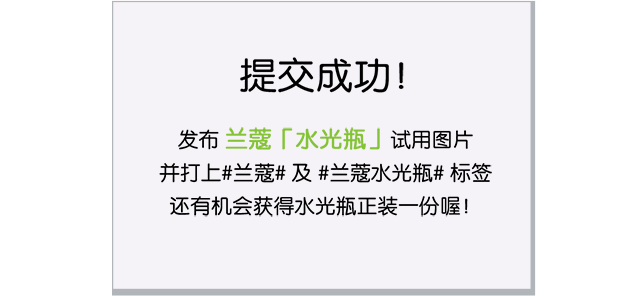 提交成功!
发布 兰蔻「水光瓶」试用图片
并打上#兰蔻# 及 #兰蔻水光瓶# 标签
还有机会获得水光瓶正装一份喔!